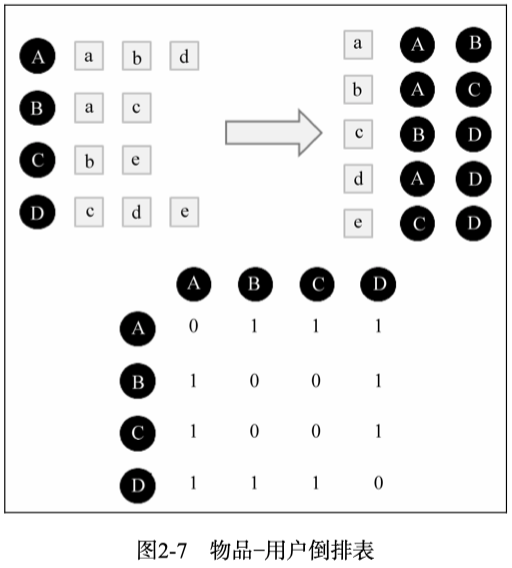 A a b d
B a c
C b e
D c d e
a A B
b A C
c B D
d A D
e C D
A B C D
A 0 1 1 1
B 1 0 0 1
C 1 0 0 1
D 1 1 1 0
图2-7 物品-用户倒排表